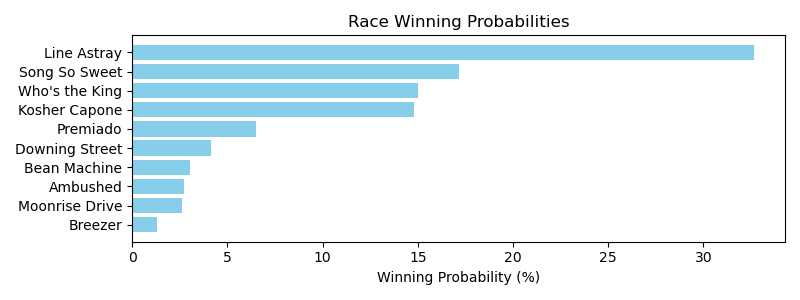 Race Winning Probabilities
Line Astray
Song So Sweet
Who's the King
Kosher Capone
Premiado
Downing Street
Bean Machine
Ambushed
Moonrise Drive
Breezer
0 5 10 15 20 25 30
Winning Probability (%)